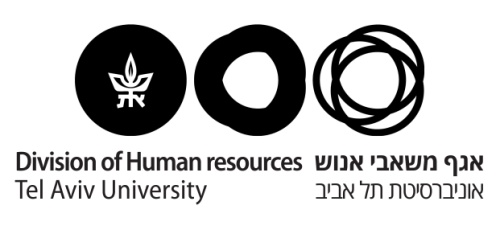 Division of Human resources
Tel Aviv University
אגף משאבי אנוש
אוניברסיטת תל אביב